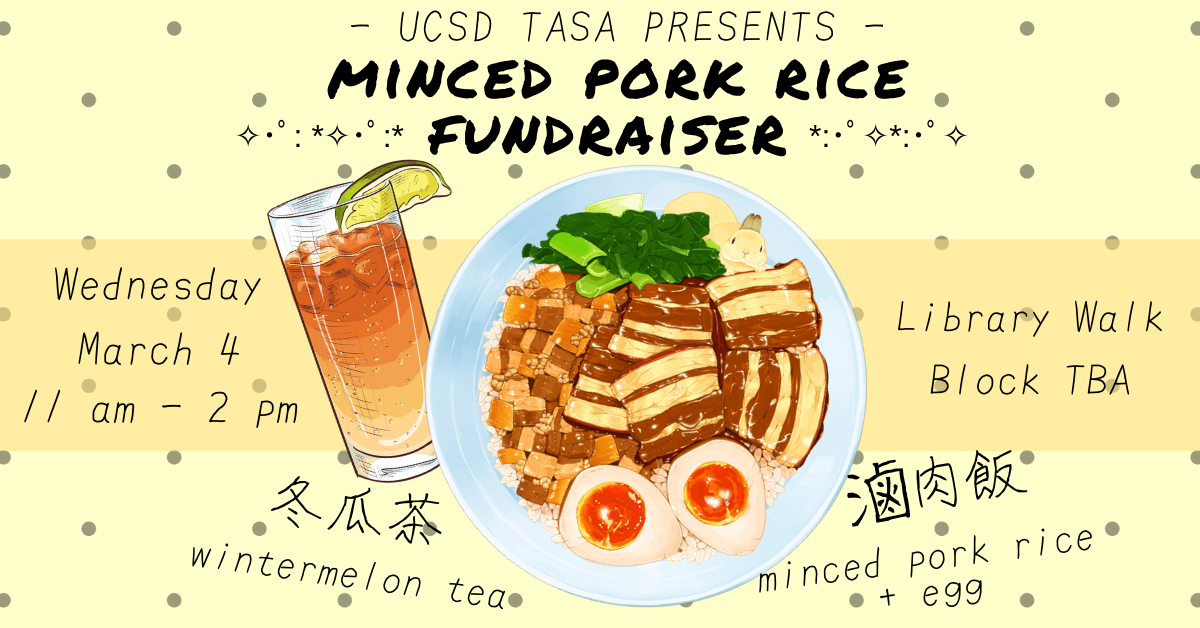 - UCSD TASA PRESENTS -
MINCED PORK RICE
✧･ﾟ: *✧･ﾟ:* FUNDRAISER *:･ﾟ✧*:･ﾟ✧
Wednesday
March 4
11 am - 2 pm
Library Walk
Block TBA
冬瓜茶
wintermelon tea
滷肉飯
minced pork rice
+ egg